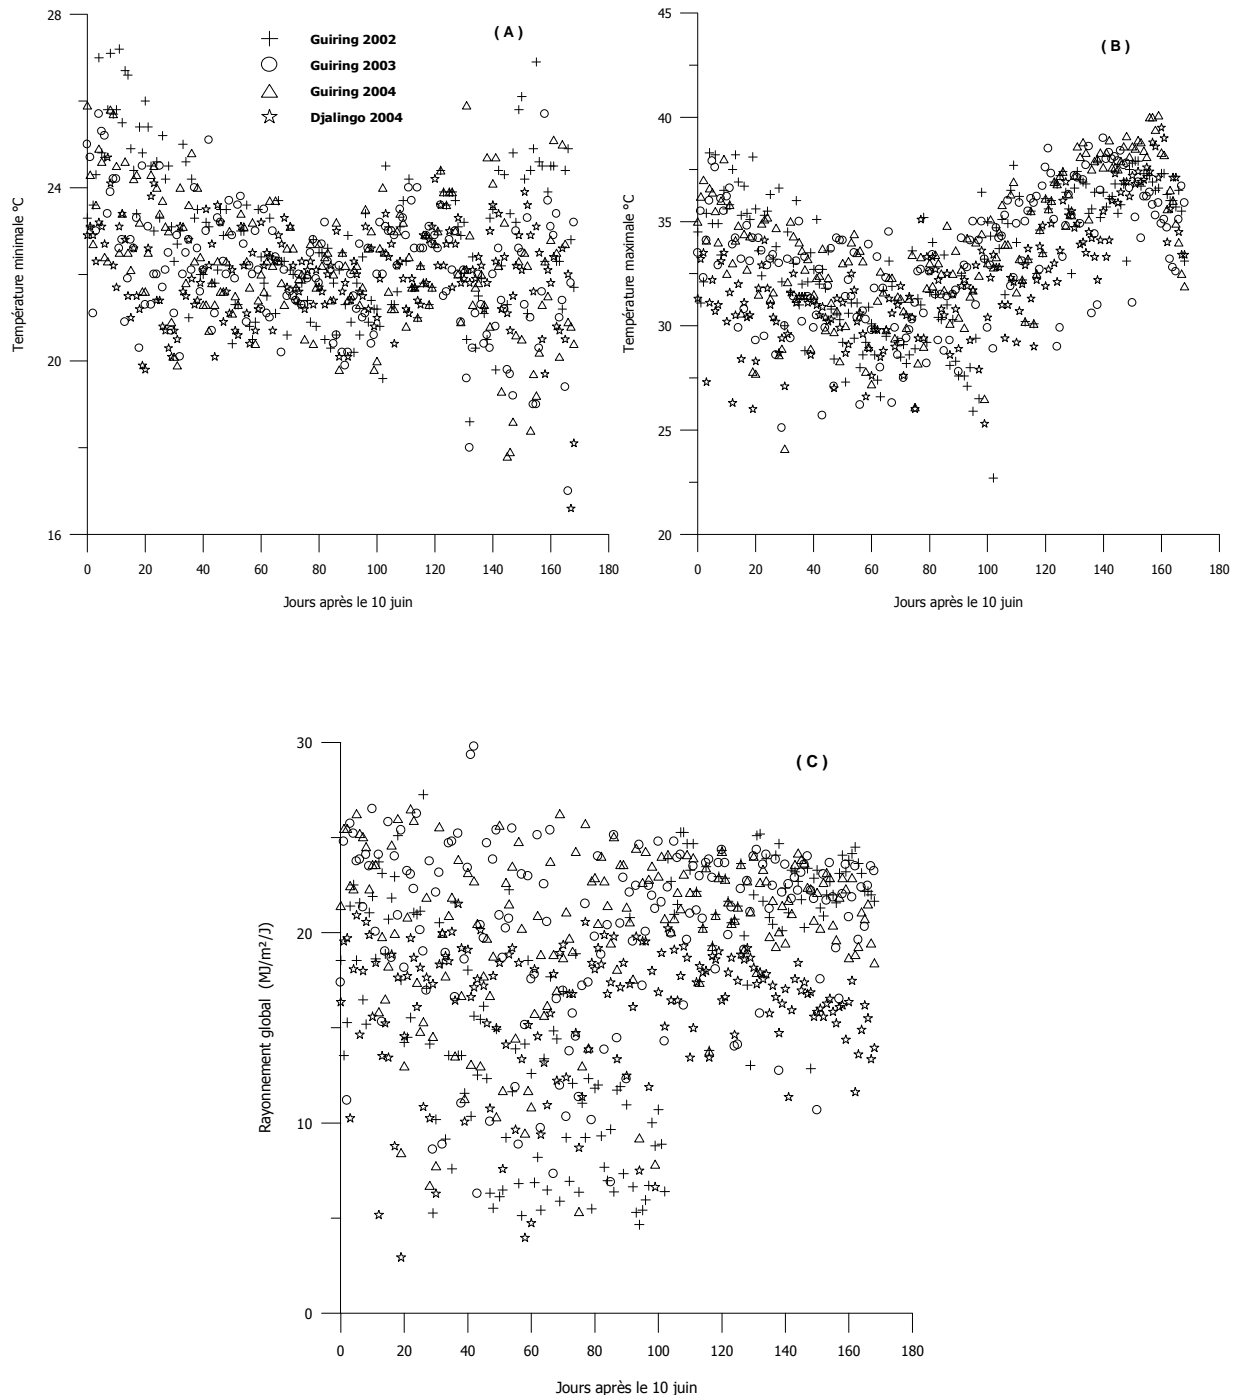 28
24
20
16
Température minimale °C
0 20 40 60 80 100 120 140 160 180
Jours après le 10 juin
( A )
Guiring 2002
Guiring 2003
Guiring 2004
Djalingo 2004
45
40
35
30
25
20
Température maximale °C
0 20 40 60 80 100 120 140 160 180
Jours après le 10 juin
( B )
30
20
10
0
Rayonnement global (MJ/m²/J)
0 20 40 60 80 100 120 140 160 180
Jours après le 10 juin
( C )